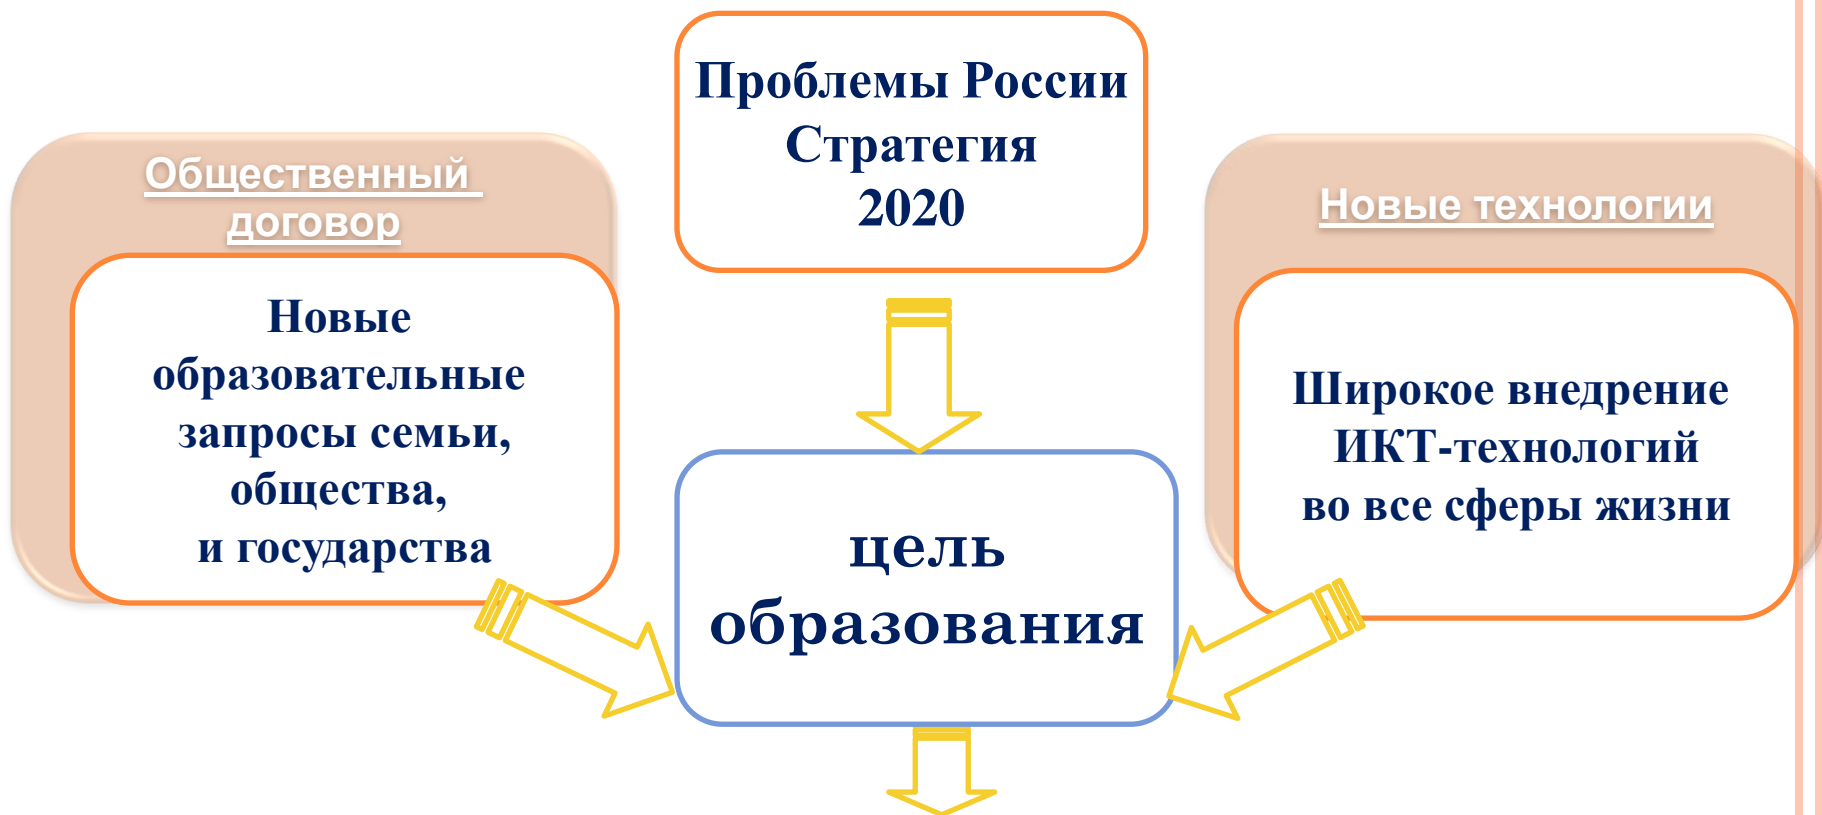 Проблемы России
Стратегия
2020
Общественный
договор
Новые
образовательные
запросы семьи,
общества,
и государства
Новые технологии
Широкое внедрение
ИКТ-технологий
во все сферы жизни
цель
образования